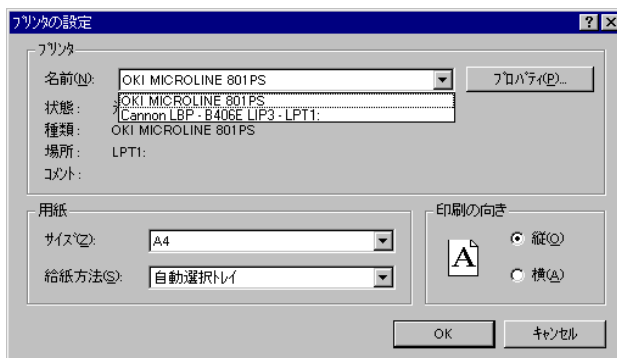 プリンタの設定
プリンタ
名前(N):
OKI MICROLINE 801PS
プロパティ(P)...
OKI MICROLINE 801PS
Cannon LBP - B406E LIP3 - LPT1:
状態:
種類:
OKI MICROLINE 801PS
場所:
LPT1:
コメント:
用紙
サイズ(Z):
A4
給紙方法(S):
自動選択トレイ
印刷の向き
A
縦(O)
横(A)
OK
キャンセル